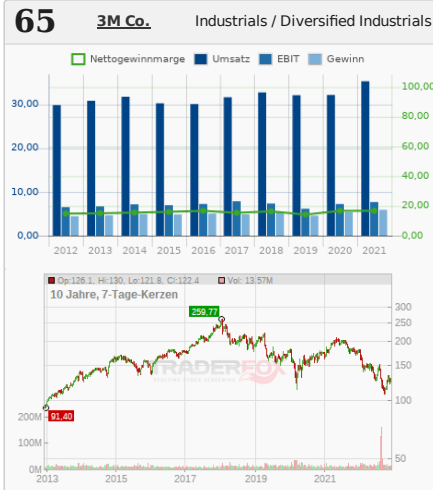 65 3M Co. Industrials / Diversified Industrials
Nettogewinnmarge Umsatz EBIT Gewinn
30,00
20,00
10,00
0,00
100,00
80,00
60,00
40,00
20,00
0,00
2012 2013 2014 2015 2016 2017 2018 2019 2020 2021
Op:126.1, Hi:130, Lo:121.8, Cl:122.4 Vol: 13.57M
10 Jahre, 7-Tage-Kerzen
259,77
TRADERFOX
91,40
300
250
200
150
100
50
200M
100M
0M
2013 2015 2017 2019 2021